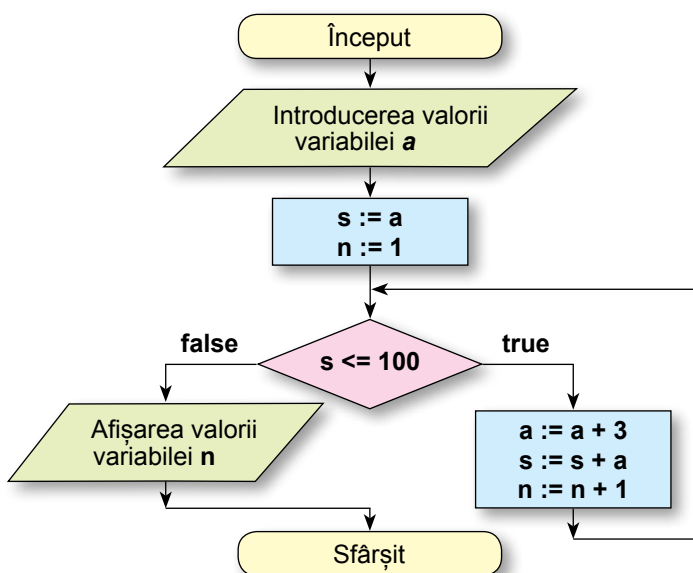 Început
Introducerea valorii
variabilei a
s := a
n := 1
false
s <= 100
true
Afișarea valorii
variabilei n
a := a + 3
s := s + a
n := n + 1
Sfârșit